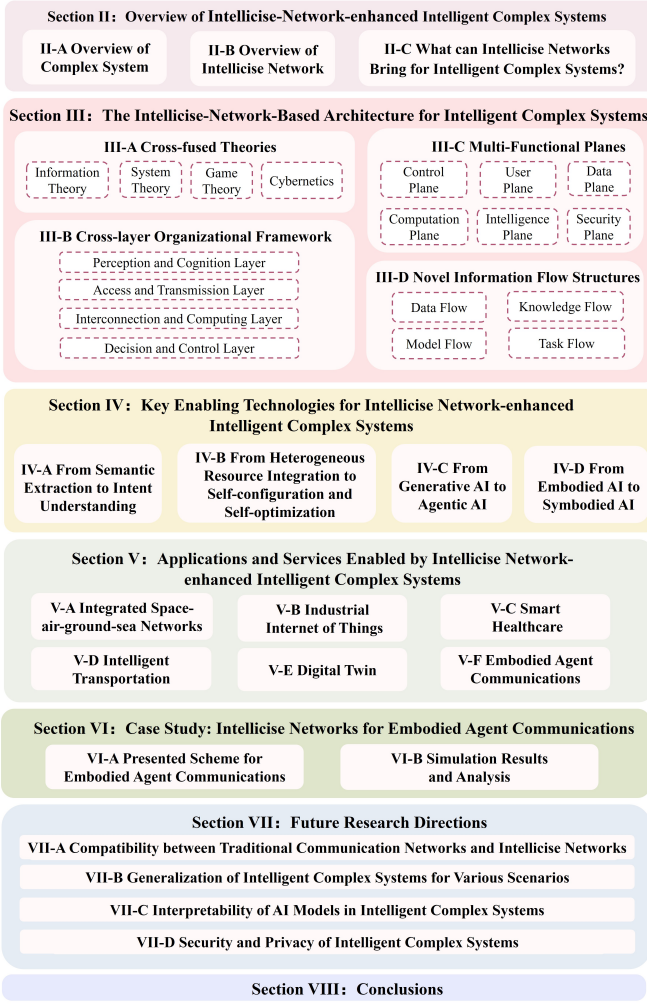 Section II：Overview of Intellicise-Network-enhanced Intelligent Complex Systems
II-A Overview of
Complex System
II-B Overview of
Intellicise Network
II-C What can Intellicise Networks
Bring for Intelligent Complex Systems?
Section III：The Intellicise-Network-Based Architecture for Intelligent Complex Systems
III-A Cross-fused Theories
Information
Theory
System
Theory
Game
Theory
Cybernetics
III-B Cross-layer Organizational Framework
Perception and Cognition Layer
Access and Transmission Layer
Interconnection and Computing Layer
Decision and Control Layer
III-C Multi-Functional Planes
Control
Plane
User
Plane
Data
Plane
Computation
Plane
Intelligence
Plane
Security
Plane
III-D Novel Information Flow Structures
Data Flow
Knowledge Flow
Model Flow
Task Flow
Section IV：Key Enabling Technologies for Intellicise Network-enhanced
Intelligent Complex Systems
IV-A From Semantic
Extraction to Intent
Understanding
IV-B From Heterogeneous
Resource Integration to
Self-configuration and
Self-optimization
IV-C From
Generative AI to
Agentic AI
IV-D From
Embodied AI to
Symbodied AI
Section V：Applications and Services Enabled by Intellicise Network-
enhanced Intelligent Complex Systems
V-A Integrated Space-
air-ground-sea Networks
V-B Industrial
Internet of Things
V-C Smart
Healthcare
V-D Intelligent
Transportation
V-E Digital Twin
V-F Embodied Agent
Communications
Section VI：Case Study: Intellicise Networks for Embodied Agent Communications
VI-A Presented Scheme for
Embodied Agent Communications
VI-B Simulation Results
and Analysis
Section VII：Future Research Directions
VII-A Compatibility between Traditional Communication Networks and Intellicise Networks
VII-B Generalization of Intelligent Complex Systems for Various Scenarios
VII-C Interpretability of AI Models in Intelligent Complex Systems
VII-D Security and Privacy of Intelligent Complex Systems
Section VIII：Conclusions